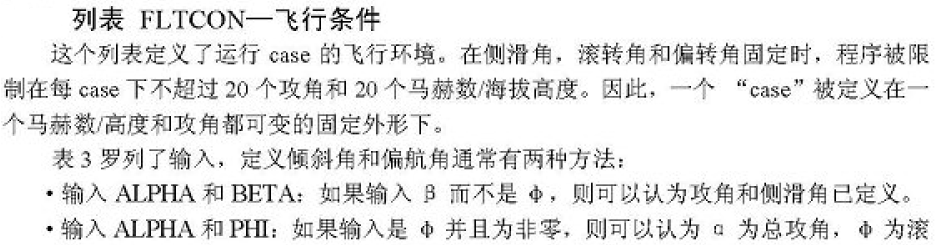 列表 FLTCON—飞行条件
这个列表定义了运行 case 的飞行环境。在侧滑角，滚转角和偏转角固定时，程序被限
制在每 case 下不超过 20 个攻角和 20 个马赫数/海拔高度。因此，一个 “case”被定义在一
个马赫数/高度和攻角都可变的固定外形下。
表 3 罗列了输入，定义倾斜角和偏航角通常有两种方法：
·输入 ALPHA 和 BETA：如果输入 β 而不是 Φ，则可以认为攻角和侧滑角已定义。
·输入 ALPHA 和 PHI：如果输入是 Φ 并且为非零，则可以认为 α 为总攻角，Φ 为滚